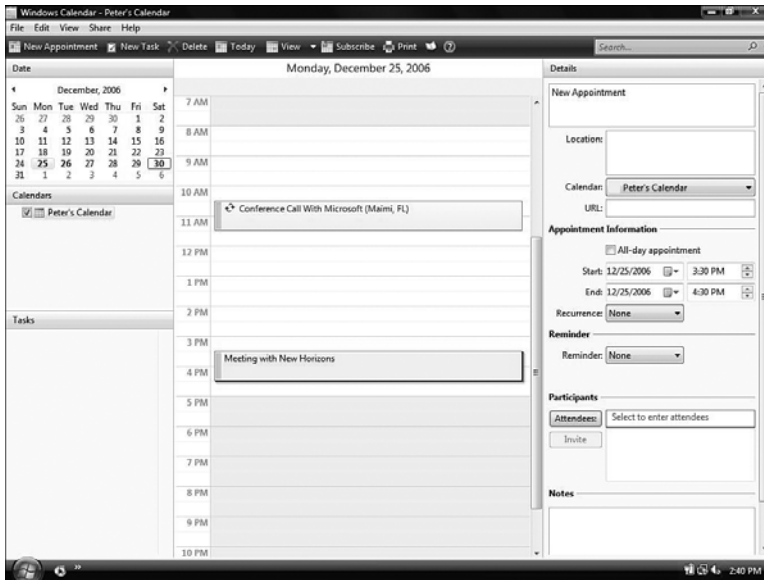 Windows Calendar - Peter's Calendar
File Edit View Share Help
New Appointment New Task Delete Today View Subscribe Print Search...
Date
December, 2006
Sun Mon Tue Wed Thu Fri Sat
26 27 28 29 30 1 2
3 4 5 6 7 8 9
10 11 12 13 14 15 16
17 18 19 20 21 22 23
24 25 26 27 28 29 30
31 1 2 3 4 5 6
Calendars
Peter's Calendar
Tasks
Monday, December 25, 2006
7 AM
8 AM
9 AM
10 AM
Conference Call With Microsoft (Maimi, FL)
11 AM
12 PM
1 PM
2 PM
3 PM
Meeting with New Horizons
4 PM
5 PM
6 PM
7 PM
8 PM
9 PM
10 PM
Details
New Appointment
Location:
Calendar: Peter's Calendar
URL:
Appointment Information
All-day appointment
Start: 12/25/2006 3:30 PM
End: 12/25/2006 4:30 PM
Recurrence: None
Reminder
Reminder: None
Participants
Attendees: Select to enter attendees
Invite
Notes
2:40 PM